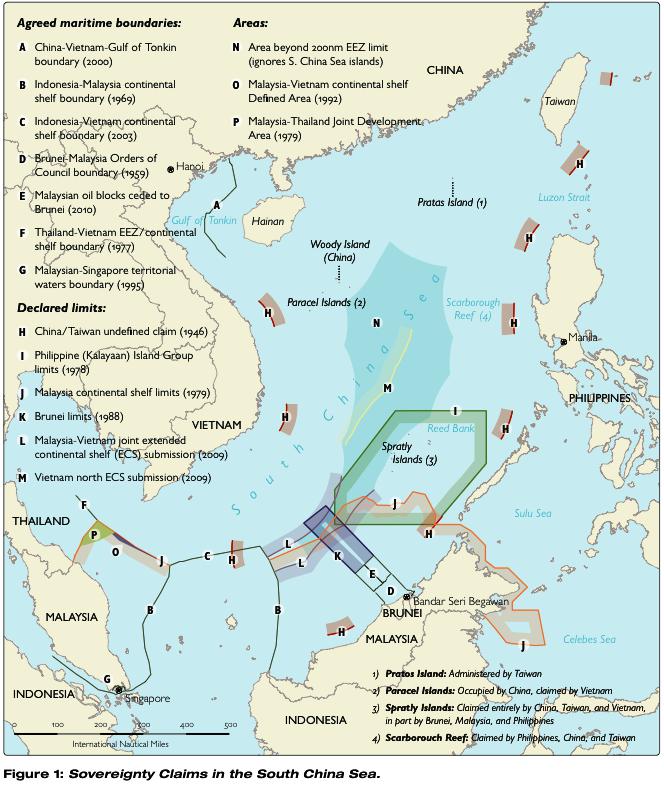 Agreed maritime boundaries:
A China-Vietnam-Gulf of Tonkin
boundary (2000)
B Indonesia-Malaysia continental
shelf boundary (1969)
C Indonesia-Vietnam continental
shelf boundary (2003)
D Brunei-Malaysia Orders of
Council boundary (1959)
E Malaysian oil blocks ceded to
Brunei (2010)
F Thailand-Vietnam EEZ/continental
shelf boundary (1977)
G Malaysian-Singapore territorial
waters boundary (1995)
Declared limits:
H China/Taiwan undefined claim (1946)
I Philippine (Kalayaan) Island Group
limits (1978)
J Malaysia continental shelf limits (1979)
K Brunei limits (1988)
L Malaysia-Vietnam joint extended
continental shelf (ECS) submission (2009)
M Vietnam north ECS submission (2009)
Areas:
N Area beyond 200nm EEZ limit
(ignores S. China Sea islands)
O Malaysia-Vietnam continental shelf
Defined Area (1992)
P Malaysia-Thailand Joint Development
Area (1979)
CHINA
Taiwan
H
Hanoi
A
Gulf of Tonkin
Hainan
Pratas Island (1)
Luzon Strait
H
Woody Island
(China)
H
Paracel Islands (2)
N
Scarborough
Reef (4)
H
Manila
South China Sea
M
PHILIPPINES
VIETNAM
H
I
Reed Bank
H
Spratly
Islands (3)
F
THAILAND
P
O
J
C
H
L
L
K
J
H
Sulu Sea
E
D
Bandar Seri Begawan
BRUNEI
B
B
MALAYSIA
H
MALAYSIA
J
Celebes Sea
G
Singapore
INDONESIA
INDONESIA
0 100 200 300 400 500
International Nautical Miles
1) Pratos Island: Administered by Taiwan
2) Paracel Islands: Occupied by China, claimed by Vietnam
3) Spratly Islands: Claimed entirely by China, Taiwan, and Vietnam,
in part by Brunei, Malaysia, and Philippines
4) Scarborouch Reef: Claimed by Philippines, China, and Taiwan
Figure 1: Sovereignty Claims in the South China Sea.